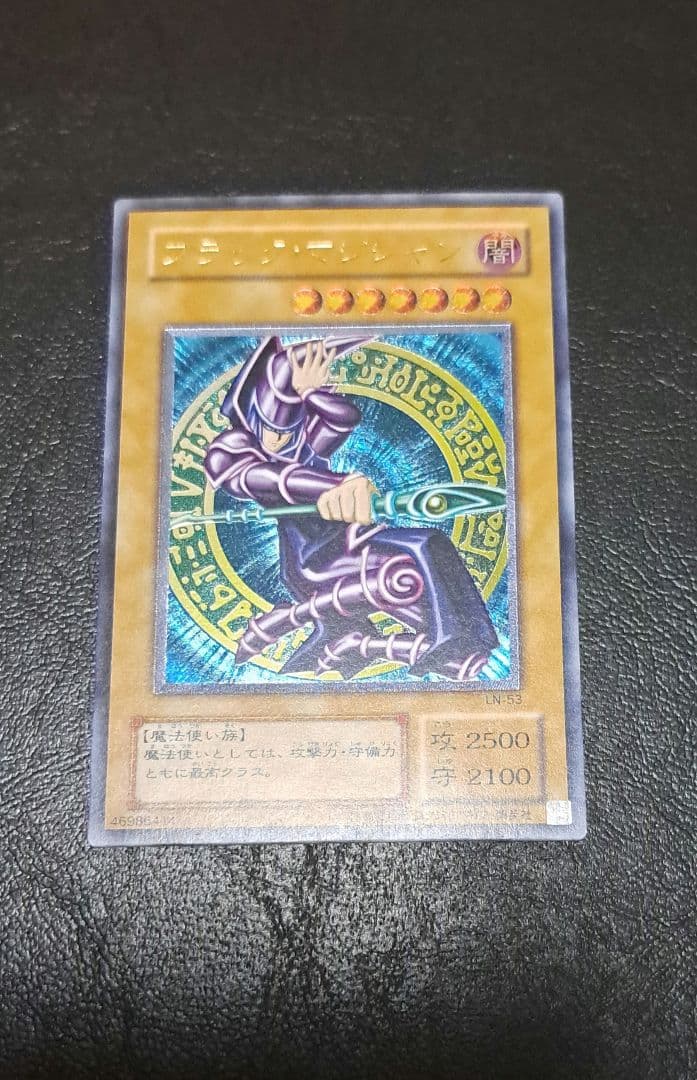 ブラック・マジシャン
闇
LN-53
【魔法使い族】
魔法使いとしては、攻撃力・守備力
ともに最高クラス。
攻 2500
守 2100